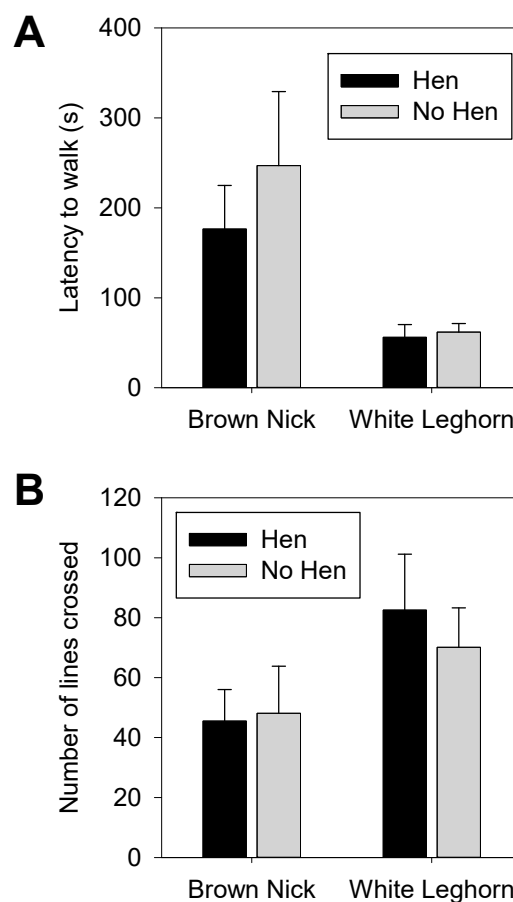 A
Latency to walk (s)
400
300
200
100
0
Hen
No Hen
Brown Nick
White Leghorn
B
Number of lines crossed
120
100
80
60
40
20
0
Hen
No Hen
Brown Nick
White Leghorn